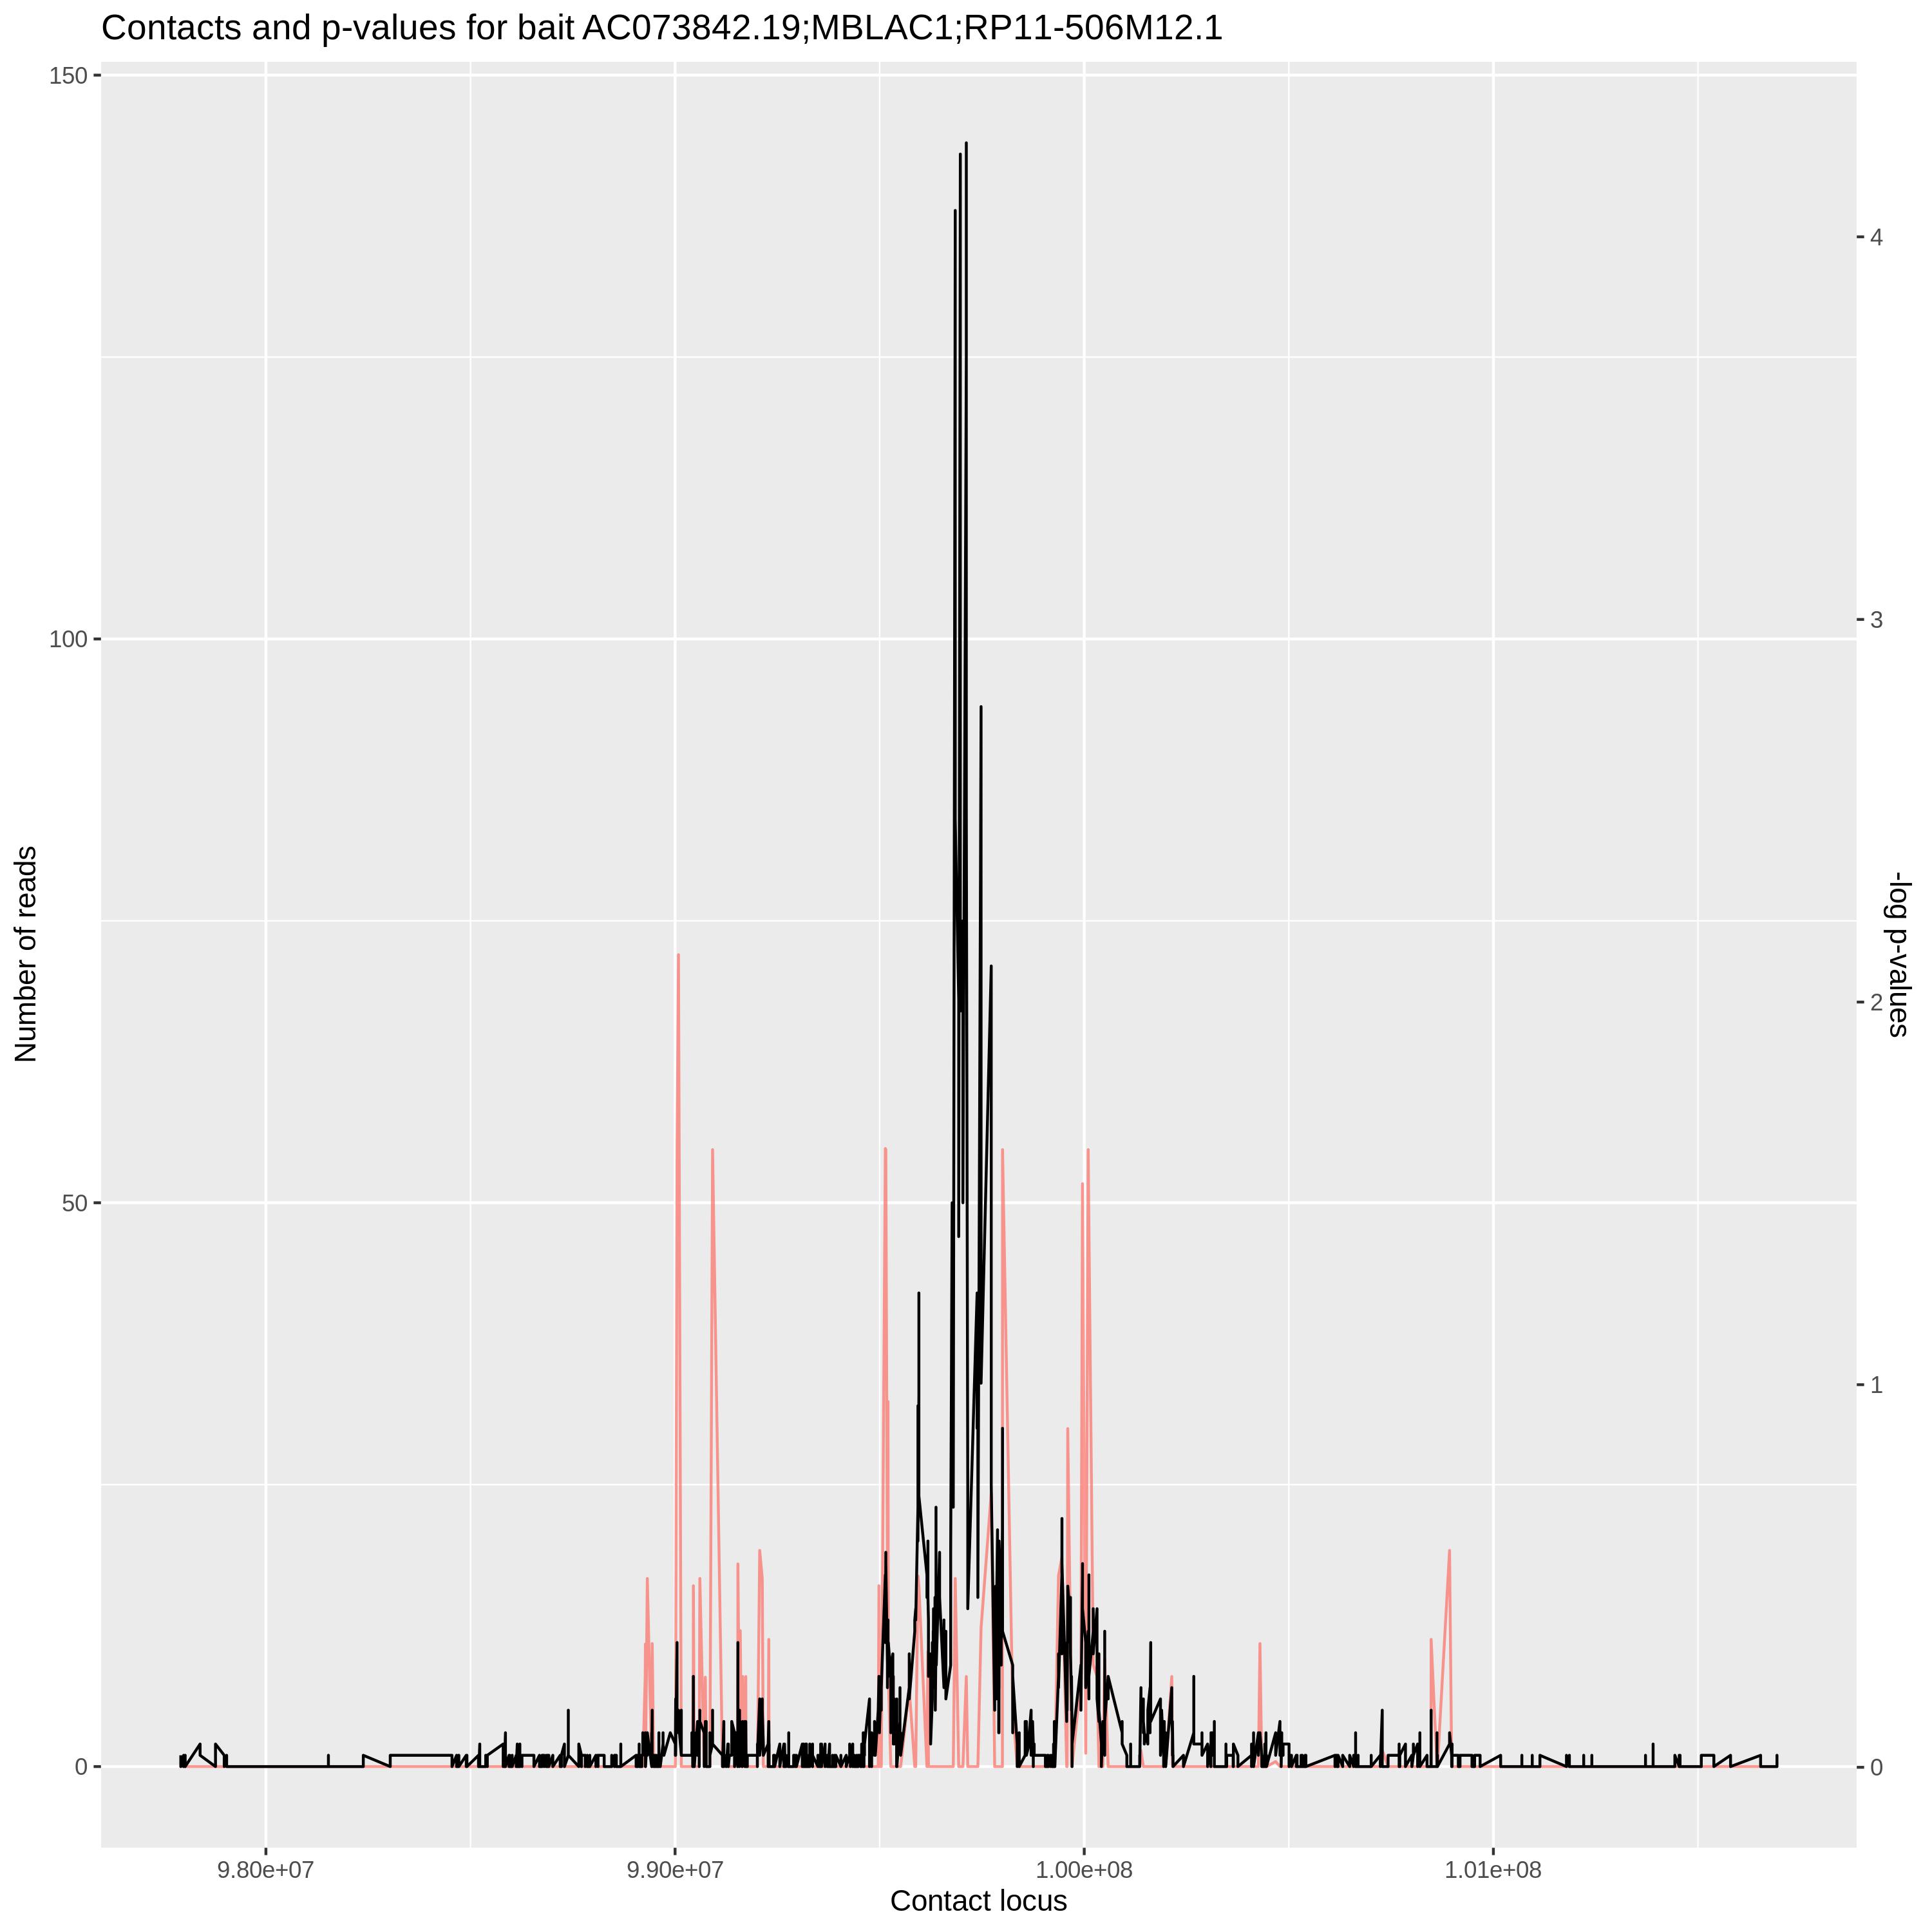 Contacts and p-values for bait AC073842.19;MBLAC1;RP11-506M12.1
150
100
50
0
Number of reads
4
3
2
1
0
-log p-values
9.80e+07
9.90e+07
1.00e+08
1.01e+08
Contact locus